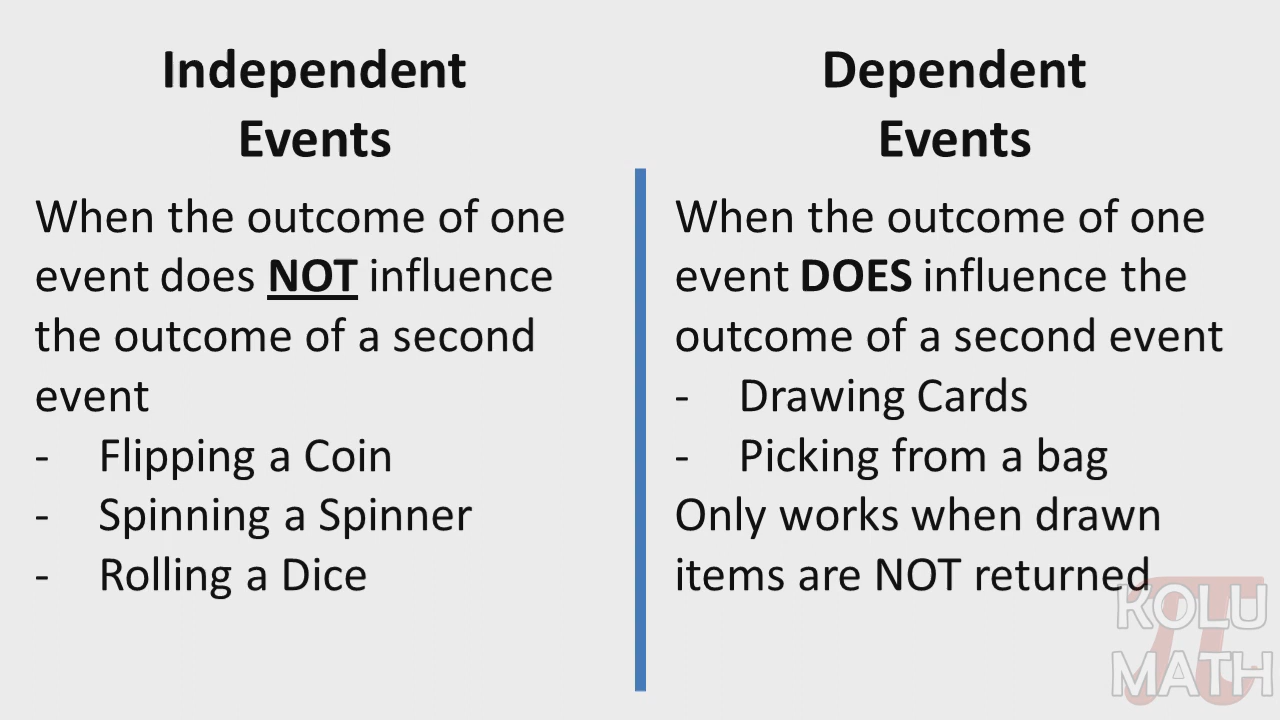 Independent
Events
When the outcome of one
event does NOT influence
the outcome of a second
event
- Flipping a Coin
- Spinning a Spinner
- Rolling a Dice
Dependent
Events
When the outcome of one
event DOES influence the
outcome of a second event
- Drawing Cards
- Picking from a bag
Only works when drawn
items are NOT returned
π
KOLU
MATH